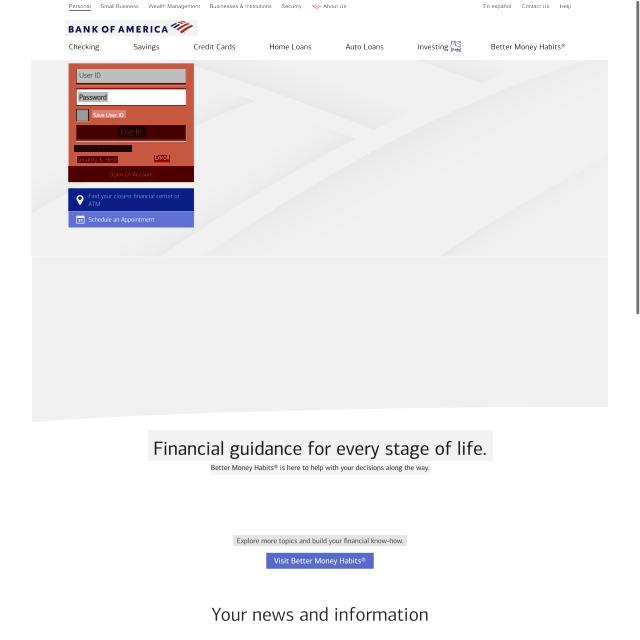 Personal Small Business Wealth Management Businesses & Institutions Security About Us En español Contact Us Help
BANK OF AMERICA
Checking Savings Credit Cards Home Loans Auto Loans Investing Better Money Habits®
User ID
Password
Save User ID
Log In
Security & Help
Enroll
Open an Account
Find your closest financial center or
ATM
Schedule an Appointment
Financial guidance for every stage of life.
Better Money Habits® is here to help with your decisions along the way.
Explore more topics and build your financial know-how.
Visit Better Money Habits®
Your news and information